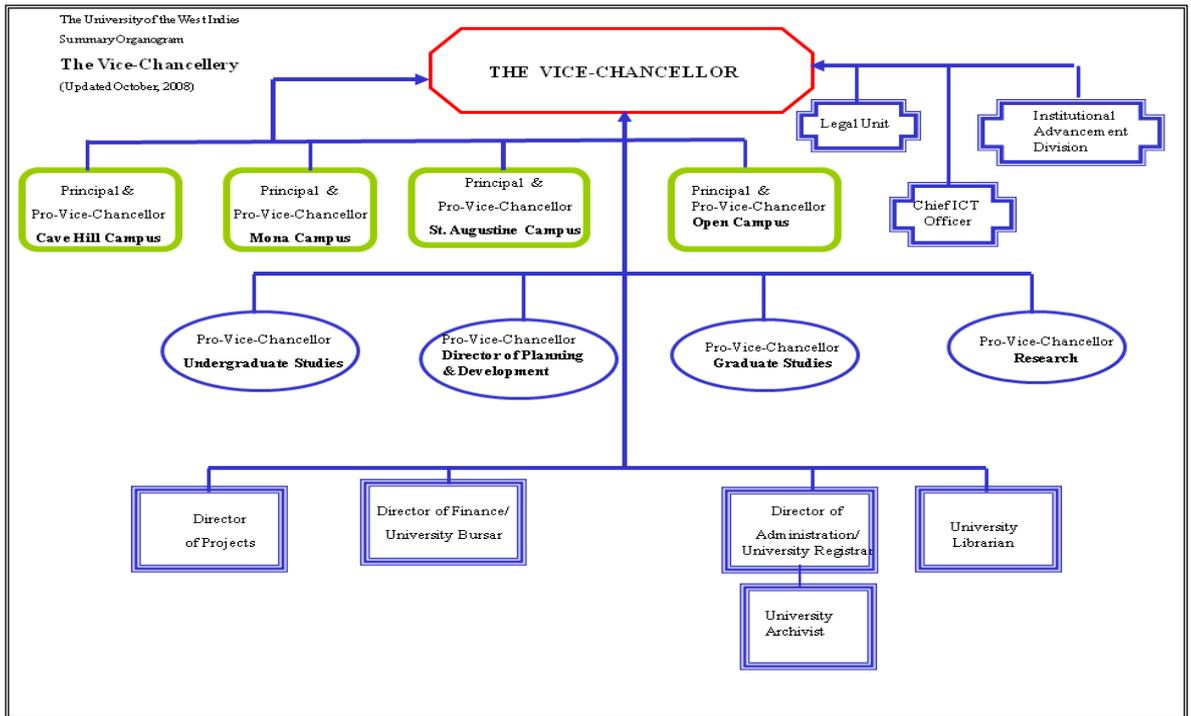 The University of the West Indies
Summary Organogram
The Vice-Chancellery
(Updated October, 2008)
THE VICE-CHANCELLOR
Legal Unit
Institutional
Advancement
Division
Chief ICT
Officer
Principal &
Pro-Vice-Chancellor
Cave Hill Campus
Principal &
Pro-Vice-Chancellor
Mona Campus
Principal &
Pro-Vice-Chancellor
St. Augustine Campus
Principal &
Pro-Vice-Chancellor
Open Campus
Pro-Vice-Chancellor
Undergraduate Studies
Pro-Vice-Chancellor
Director of Planning
& Development
Pro-Vice-Chancellor
Graduate Studies
Pro-Vice-Chancellor
Research
Director
of Projects
Director of Finance/
University Bursar
Director of
Administration/
University Registrar
University
Librarian
University
Archivist